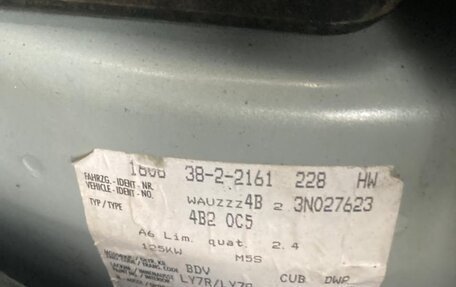 1808 38-2-2161 228 HW
FAHRZG.-IDENT-NR.
VEHICLE-IDENT-NO. WAUZZZ4B 2 3N027623
TYP/TYPE 4B2 0C5
A6 Lim. quat. 2.4
125KW M5S
BDV CUB DWP
LY7R/LY7R